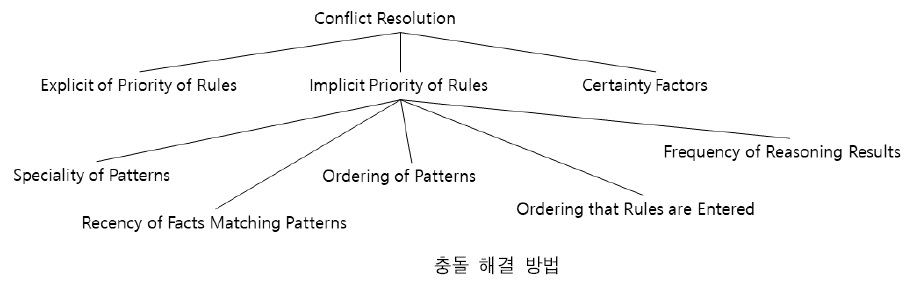 Conflict Resolution
Explicit of Priority of Rules
Implicit Priority of Rules
Certainty Factors
Speciality of Patterns
Recency of Facts Matching Patterns
Ordering of Patterns
Ordering that Rules are Entered
Frequency of Reasoning Results
충돌 해결 방법